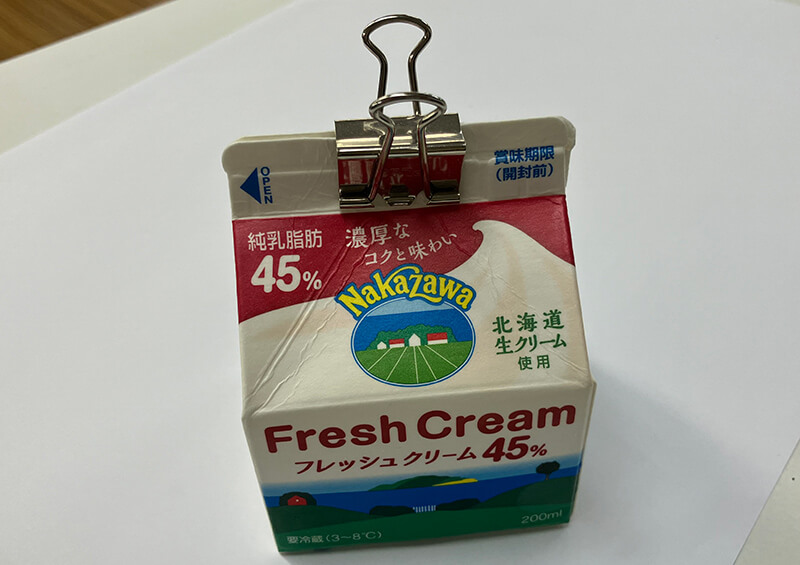 OPEN
賞味期限
(開封前)
純乳脂肪
45%
濃厚な
コクと味わい
Nakazawa
北海道
生クリーム
使用
Fresh Cream
フレッシュクリーム45%
200ml
要冷蔵(3~8℃)